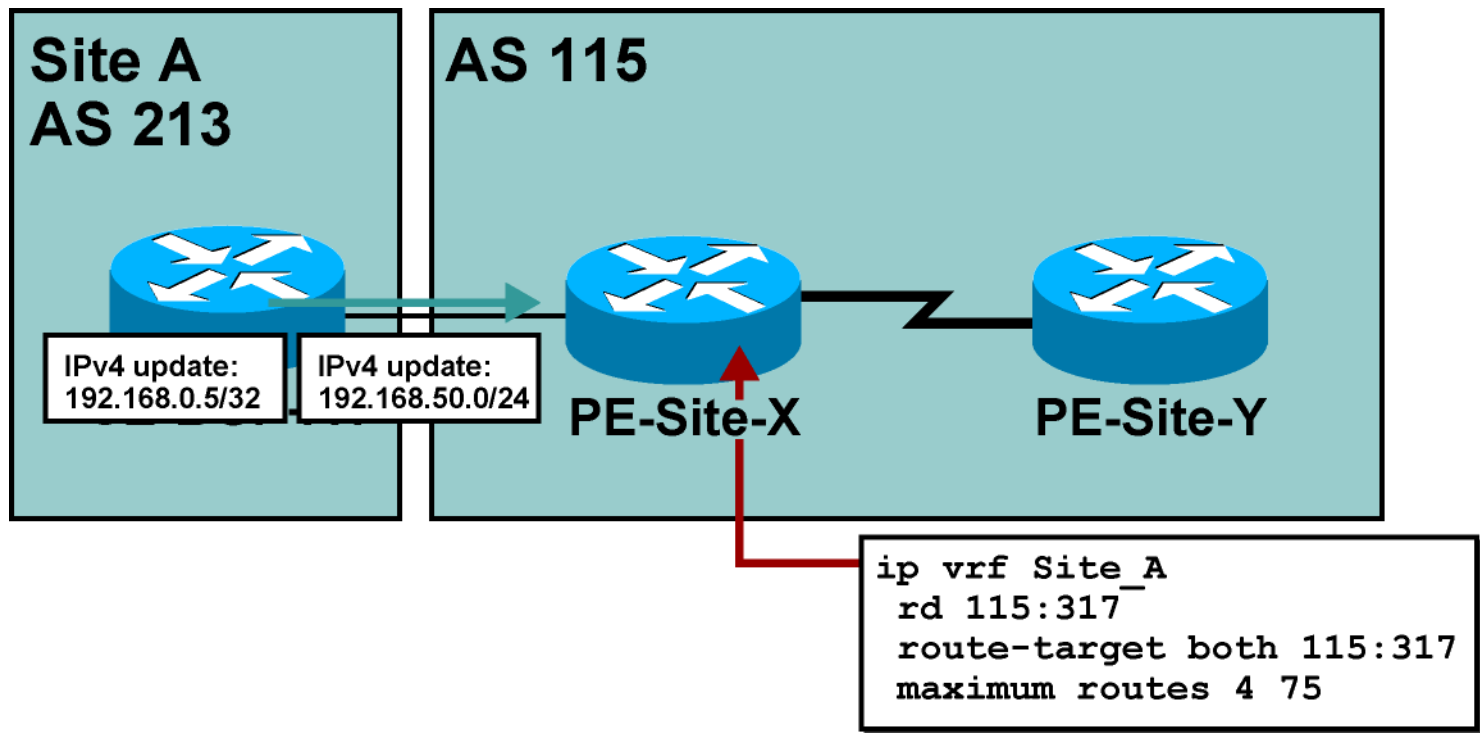 Site A
AS 213
AS 115
IPv4 update:
192.168.0.5/32
IPv4 update:
192.168.50.0/24
PE-Site-X
PE-Site-Y
ip vrf Site_A
rd 115:317
route-target both 115:317
maximum routes 4 75